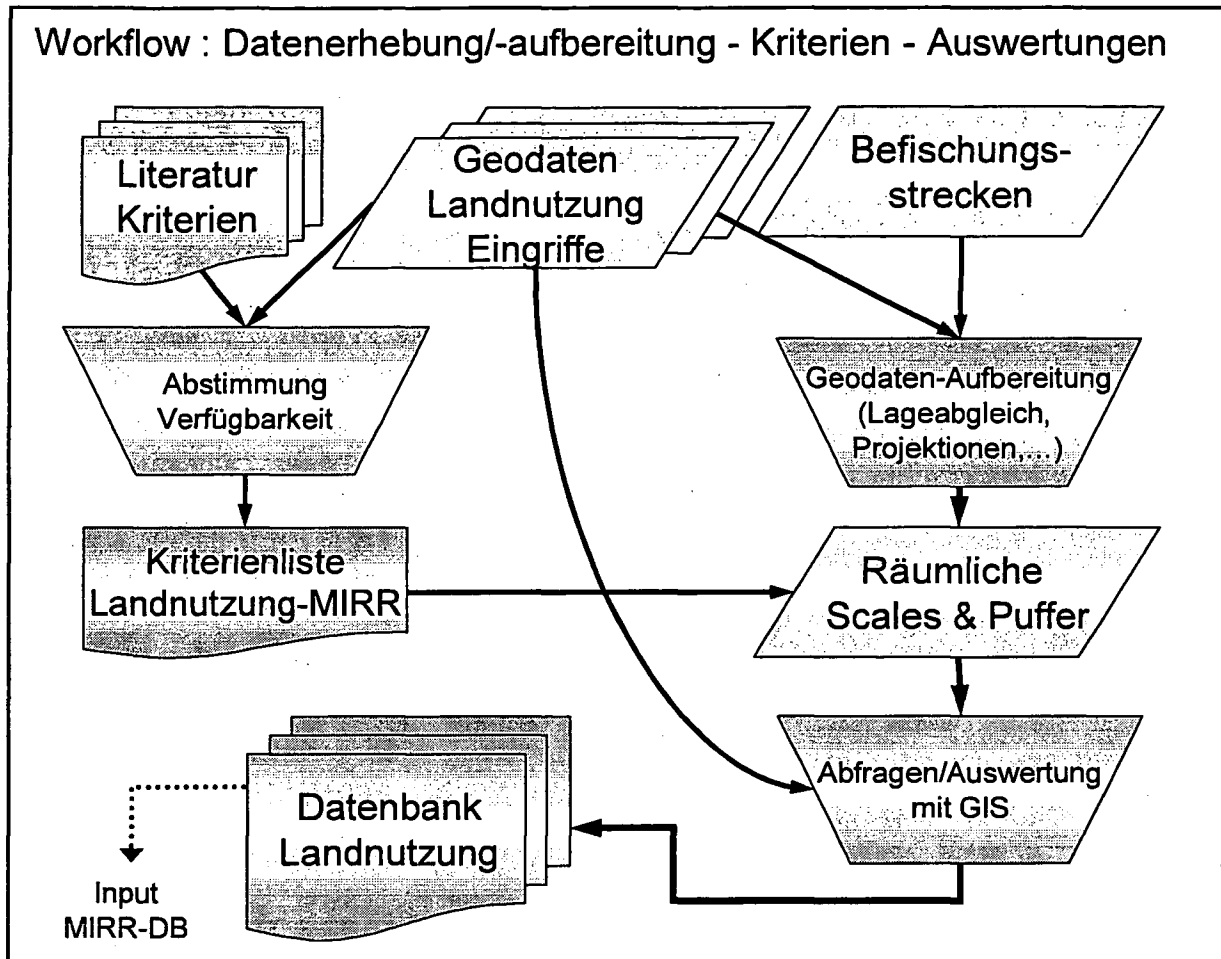 Workflow : Datenerhebung/-aufbereitung - Kriterien - Auswertungen
Literatur
Kriterien
Geodaten
Landnutzung
Eingriffe
Befischungs-
strecken
Abstimmung
Verfügbarkeit
Geodaten-Aufbereitung
(Lageabgleich,
Projektionen,...)
Kriterienliste
Landnutzung-MIRR
Räumliche
Scales & Puffer
Datenbank
Landnutzung
Abfragen/Auswertung
mit GIS
Input
MIRR-DB